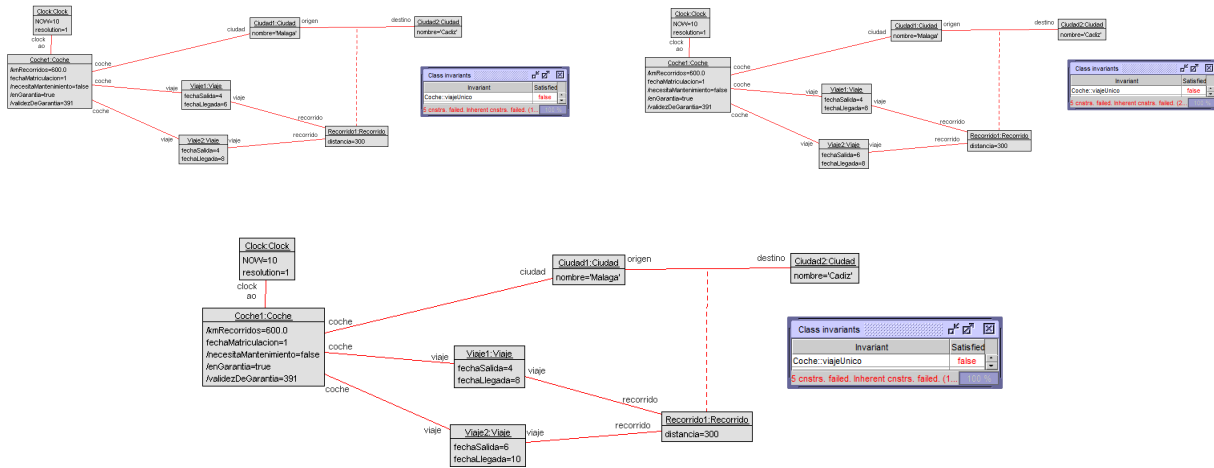 Clock:Clock
NOW=10
resolution=1
clock
ao
Coche1:Coche
/kmRecorridos=600.0
fechaMatriculacion=1
/necesitaMantenimiento=false
/enGarantia=true
/validezDeGarantia=391
coche
coche
coche
ciudad
Ciudad1:Ciudad
nombre='Malaga'
origen
destino
Ciudad2:Ciudad
nombre='Cadiz'
viaje
Viaje1:Viaje
fechaSalida=4
fechaLlegada=6
viaje
recorrido
viaje
Viaje2:Viaje
fechaSalida=4
fechaLlegada=8
viaje
recorrido
Recorrido1:Recorrido
distancia=300
Class invariants
Invariant Satisfied
Coche::viajeUnico false
5 cnstrs. failed. Inherent cnstrs. failed. (1... 100 %
Clock:Clock
NOW=10
resolution=1
clock
ao
Coche1:Coche
/kmRecorridos=600.0
fechaMatriculacion=1
/necesitaMantenimiento=false
/enGarantia=true
/validezDeGarantia=391
coche
coche
coche
ciudad
Ciudad1:Ciudad
nombre='Malaga'
origen
destino
Ciudad2:Ciudad
nombre='Cadiz'
viaje
Viaje1:Viaje
fechaSalida=4
fechaLlegada=8
viaje
recorrido
viaje
Viaje2:Viaje
fechaSalida=6
fechaLlegada=8
viaje
recorrido
Recorrido1:Recorrido
distancia=300
Class invariants
Invariant Satisfied
Coche::viajeUnico false
5 cnstrs. failed. Inherent cnstrs. failed. (2... 100 %
Clock:Clock
NOW=10
resolution=1
clock
ao
Coche1:Coche
/kmRecorridos=600.0
fechaMatriculacion=1
/necesitaMantenimiento=false
/enGarantia=true
/validezDeGarantia=391
coche
coche
coche
ciudad
Ciudad1:Ciudad
nombre='Malaga'
origen
destino
Ciudad2:Ciudad
nombre='Cadiz'
viaje
Viaje1:Viaje
fechaSalida=4
fechaLlegada=8
viaje
recorrido
viaje
Viaje2:Viaje
fechaSalida=6
fechaLlegada=10
viaje
recorrido
Recorrido1:Recorrido
distancia=300
Class invariants
Invariant Satisfied
Coche::viajeUnico false
5 cnstrs. failed. Inherent cnstrs. failed. (1... 100 %